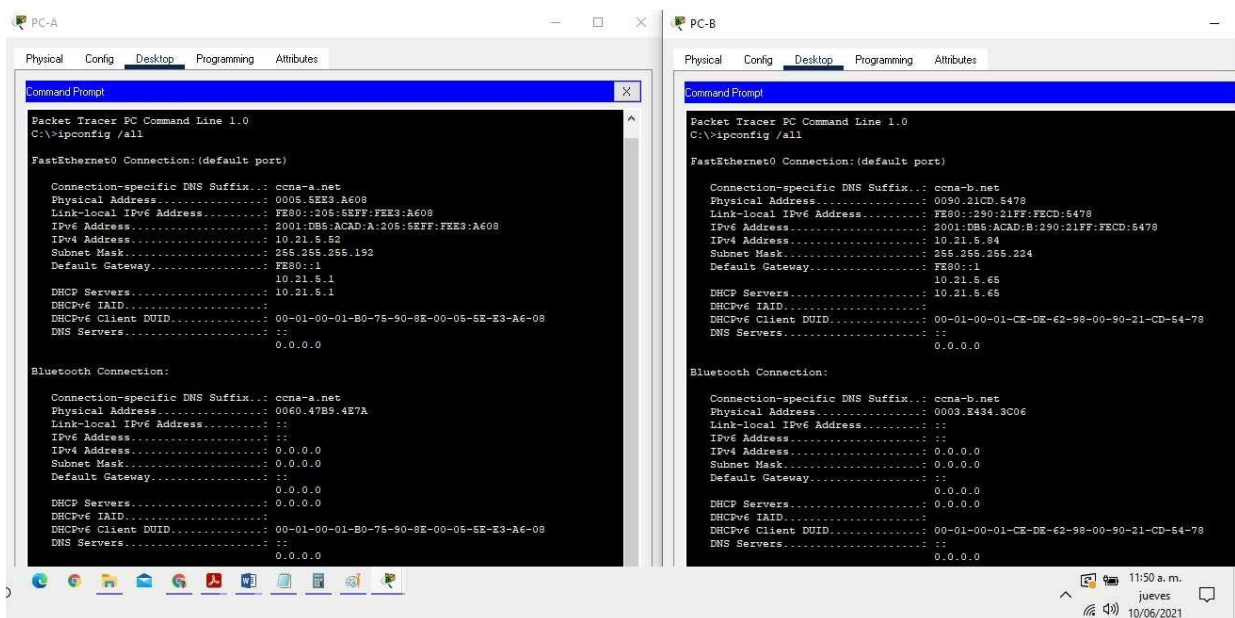 PC-A
Physical Config Desktop Programming Attributes
Command Prompt
Packet Tracer PC Command Line 1.0
C:\>ipconfig /all
FastEthernet0 Connection:(default port)
Connection-specific DNS Suffix..: ccna-a.net
Physical Address................: 0005.5EE3.A608
Link-local IPv6 Address.........: FE80::205:5EFF:FEE3:A608
IPv6 Address....................: 2001:DB5:ACAD:A:205:5EFF:FEE3:A608
IPv4 Address....................: 10.21.5.52
Subnet Mask.....................: 255.255.255.192
Default Gateway.................: FE80::1
10.21.5.1
DHCP Servers....................: 10.21.5.1
DHCPv6 IAID.....................:
DHCPv6 Client DUID..............: 00-01-00-01-B0-75-90-8E-00-05-5E-E3-A6-08
DNS Servers.....................: ::
0.0.0.0
Bluetooth Connection:
Connection-specific DNS Suffix..: ccna-a.net
Physical Address................: 0060.47B9.4E7A
Link-local IPv6 Address.........: ::
IPv6 Address....................: ::
IPv4 Address....................: 0.0.0.0
Subnet Mask.....................: 0.0.0.0
Default Gateway.................: ::
0.0.0.0
DHCP Servers....................: 0.0.0.0
DHCPv6 IAID.....................:
DHCPv6 Client DUID..............: 00-01-00-01-B0-75-90-8E-00-05-5E-E3-A6-08
DNS Servers.....................: ::
0.0.0.0
PC-B
Physical Config Desktop Programming Attributes
Command Prompt
Packet Tracer PC Command Line 1.0
C:\>ipconfig /all
FastEthernet0 Connection:(default port)
Connection-specific DNS Suffix..: ccna-b.net
Physical Address................: 0090.21CD.5478
Link-local IPv6 Address.........: FE80::290:21FF:FECD:5478
IPv6 Address....................: 2001:DB5:ACAD:B:290:21FF:FECD:5478
IPv4 Address....................: 10.21.5.84
Subnet Mask.....................: 255.255.255.224
Default Gateway.................: FE80::1
10.21.5.65
DHCP Servers....................: 10.21.5.65
DHCPv6 IAID.....................:
DHCPv6 Client DUID..............: 00-01-00-01-CE-DE-62-98-00-90-21-CD-54-78
DNS Servers.....................: ::
0.0.0.0
Bluetooth Connection:
Connection-specific DNS Suffix..: ccna-b.net
Physical Address................: 0003.E434.3C06
Link-local IPv6 Address.........: ::
IPv6 Address....................: ::
IPv4 Address....................: 0.0.0.0
Subnet Mask.....................: 0.0.0.0
Default Gateway.................: ::
0.0.0.0
DHCP Servers....................: 0.0.0.0
DHCPv6 IAID.....................:
DHCPv6 Client DUID..............: 00-01-00-01-CE-DE-62-98-00-90-21-CD-54-78
DNS Servers.....................: ::
0.0.0.0
11:50 a. m.
jueves
10/06/2021